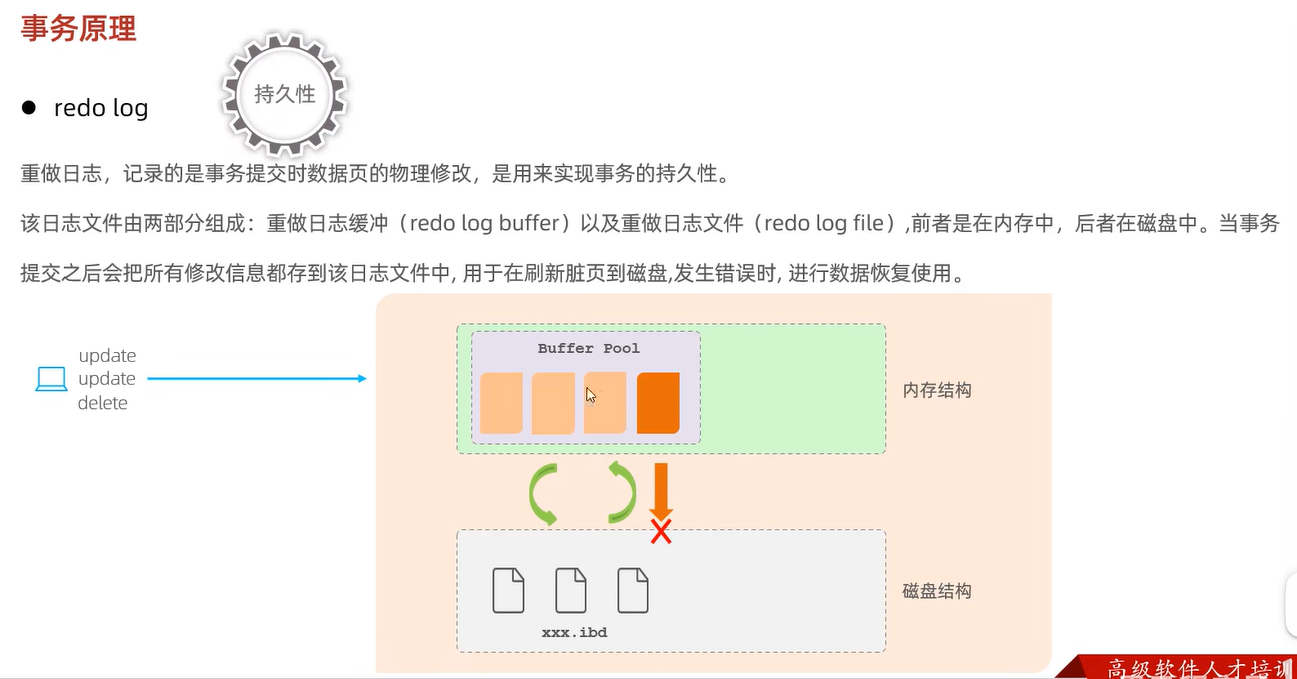 事务原理
持久性
redo log
重做日志，记录的是事务提交时数据页的物理修改，是用来实现事务的持久性。
该日志文件由两部分组成：重做日志缓冲（redo log buffer）以及重做日志文件（redo log file）,前者是在内存中，后者在磁盘中。当事务
提交之后会把所有修改信息都存到该日志文件中, 用于在刷新脏页到磁盘,发生错误时, 进行数据恢复使用。
update
update
delete
Buffer Pool
内存结构
xxx.ibd
磁盘结构
高级软件人才培训